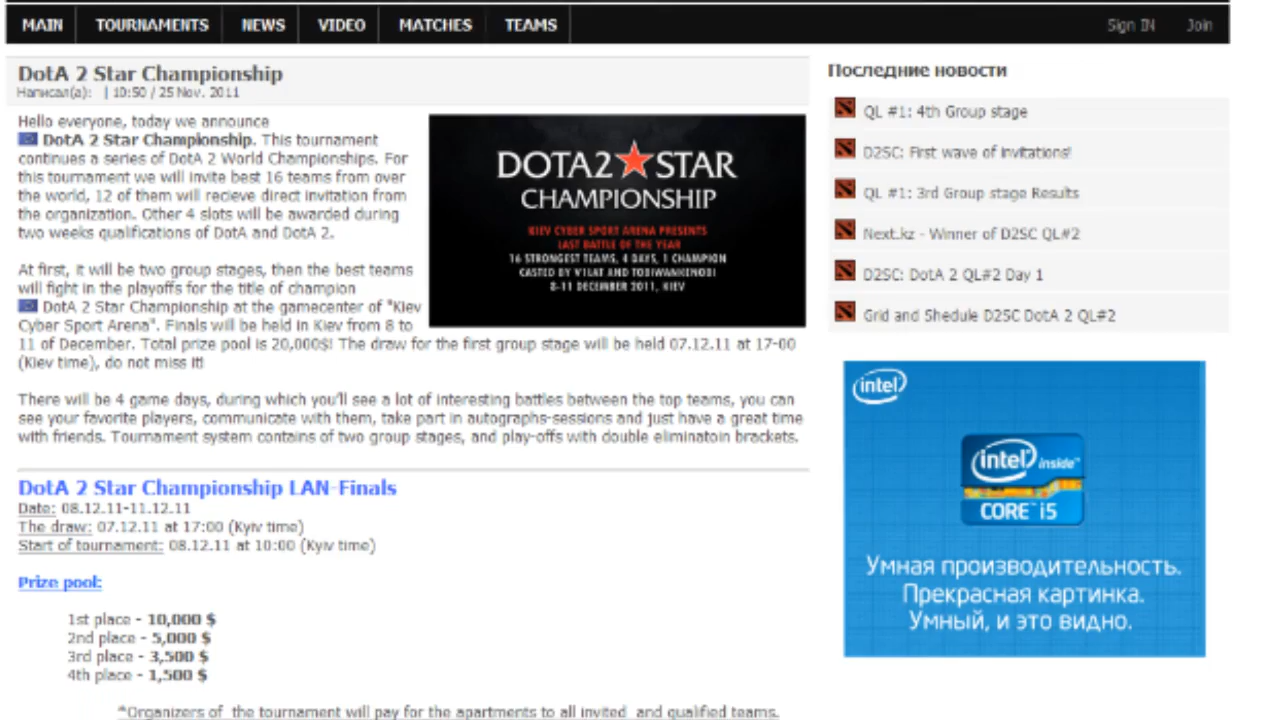 MAIN TOURNAMENTS NEWS VIDEO MATCHES TEAMS Sign IN Join
DotA 2 Star Championship
Написал(а): | 10:50 / 25 Nov. 2011
Hello everyone, today we announce
DotA 2 Star Championship. This tournament
continues a series of DotA 2 World Championships. For
this tournament we will invite best 16 teams from over
the world, 12 of them will recieve direct invitation from
the organization. Other 4 slots will be awarded during
two weeks qualifications of DotA and DotA 2.
At first, it will be two group stages, then the best teams
will fight in the playoffs for the title of champion
DotA 2 Star Championship at the gamecenter of "Kiev
Cyber Sport Arena". Finals will be held in Kiev from 8 to
11 of December. Total prize pool is 20,000$! The draw for the first group stage will be held 07.12.11 at 17-00
(Kiev time), do not miss it!
There will be 4 game days, during which you'll see a lot of interesting battles between the top teams, you can
see your favorite players, communicate with them, take part in autographs-sessions and just have a great time
with friends. Tournament system contains of two group stages, and play-offs with double eliminatoin brackets.
DOTA2 STAR
CHAMPIONSHIP
KIEV CYBER SPORT ARENA PRESENTS
LAST BATTLE OF THE YEAR
16 STRONGEST TEAMS, 4 DAYS, 1 CHAMPION
CASTED BY V1LAT AND TOBIWANKENOBI
8-11 DECEMBER 2011, KIEV
DotA 2 Star Championship LAN-Finals
Date: 08.12.11-11.12.11
The draw: 07.12.11 at 17:00 (Kyiv time)
Start of tournament: 08.12.11 at 10:00 (Kyiv time)
Prize pool:
1st place - 10,000 $
2nd place - 5,000 $
3rd place - 3,500 $
4th place - 1,500 $
*Organizers of the tournament will pay for the apartments to all invited and qualified teams.
Последние новости
QL #1: 4th Group stage
D2SC: First wave of invitations!
QL #1: 3rd Group stage Results
Next.kz - Winner of D2SC QL#2
D2SC: DotA 2 QL#2 Day 1
Grid and Shedule D2SC DotA 2 QL#2
intel
intel inside™
CORE™ i5
Умная производительность.
Прекрасная картинка.
Умный, и это видно.